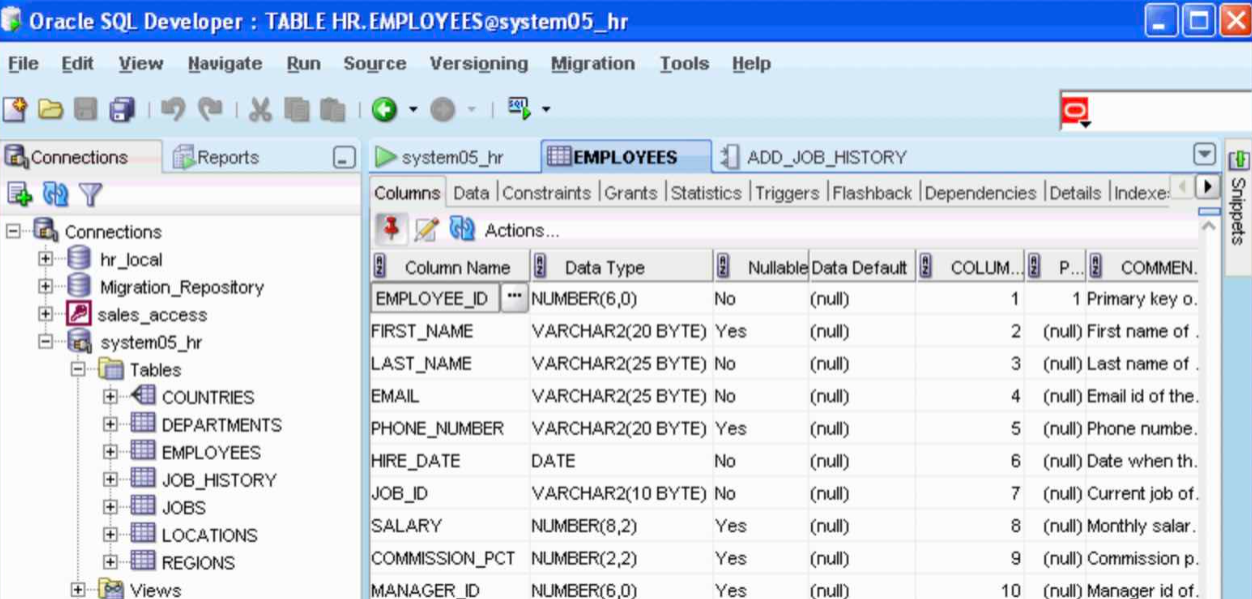 Oracle SQL Developer : TABLE HR.EMPLOYEES@system05_hr
File Edit View Navigate Run Source Versioning Migration Tools Help
Connections Reports
system05_hr EMPLOYEES ADD_JOB_HISTORY
Snippets
Columns Data Constraints Grants Statistics Triggers Flashback Dependencies Details Indexe
Actions...
Connections
hr_local
Migration_Repository
sales_access
system05_hr
Tables
COUNTRIES
DEPARTMENTS
EMPLOYEES
JOB_HISTORY
JOBS
LOCATIONS
REGIONS
Views
Column Name Data Type Nullable Data Default COLUM... P... COMMEN.
EMPLOYEE_ID ... NUMBER(6,0) No (null) 1 1 Primary key o.
FIRST_NAME VARCHAR2(20 BYTE) Yes (null) 2 (null) First name of .
LAST_NAME VARCHAR2(25 BYTE) No (null) 3 (null) Last name of .
EMAIL VARCHAR2(25 BYTE) No (null) 4 (null) Email id of the.
PHONE_NUMBER VARCHAR2(20 BYTE) Yes (null) 5 (null) Phone numbe.
HIRE_DATE DATE No (null) 6 (null) Date when th.
JOB_ID VARCHAR2(10 BYTE) No (null) 7 (null) Current job of.
SALARY NUMBER(8,2) Yes (null) 8 (null) Monthly salar.
COMMISSION_PCT NUMBER(2,2) Yes (null) 9 (null) Commission p.
MANAGER_ID NUMBER(6,0) Yes (null) 10 (null) Manager id of.